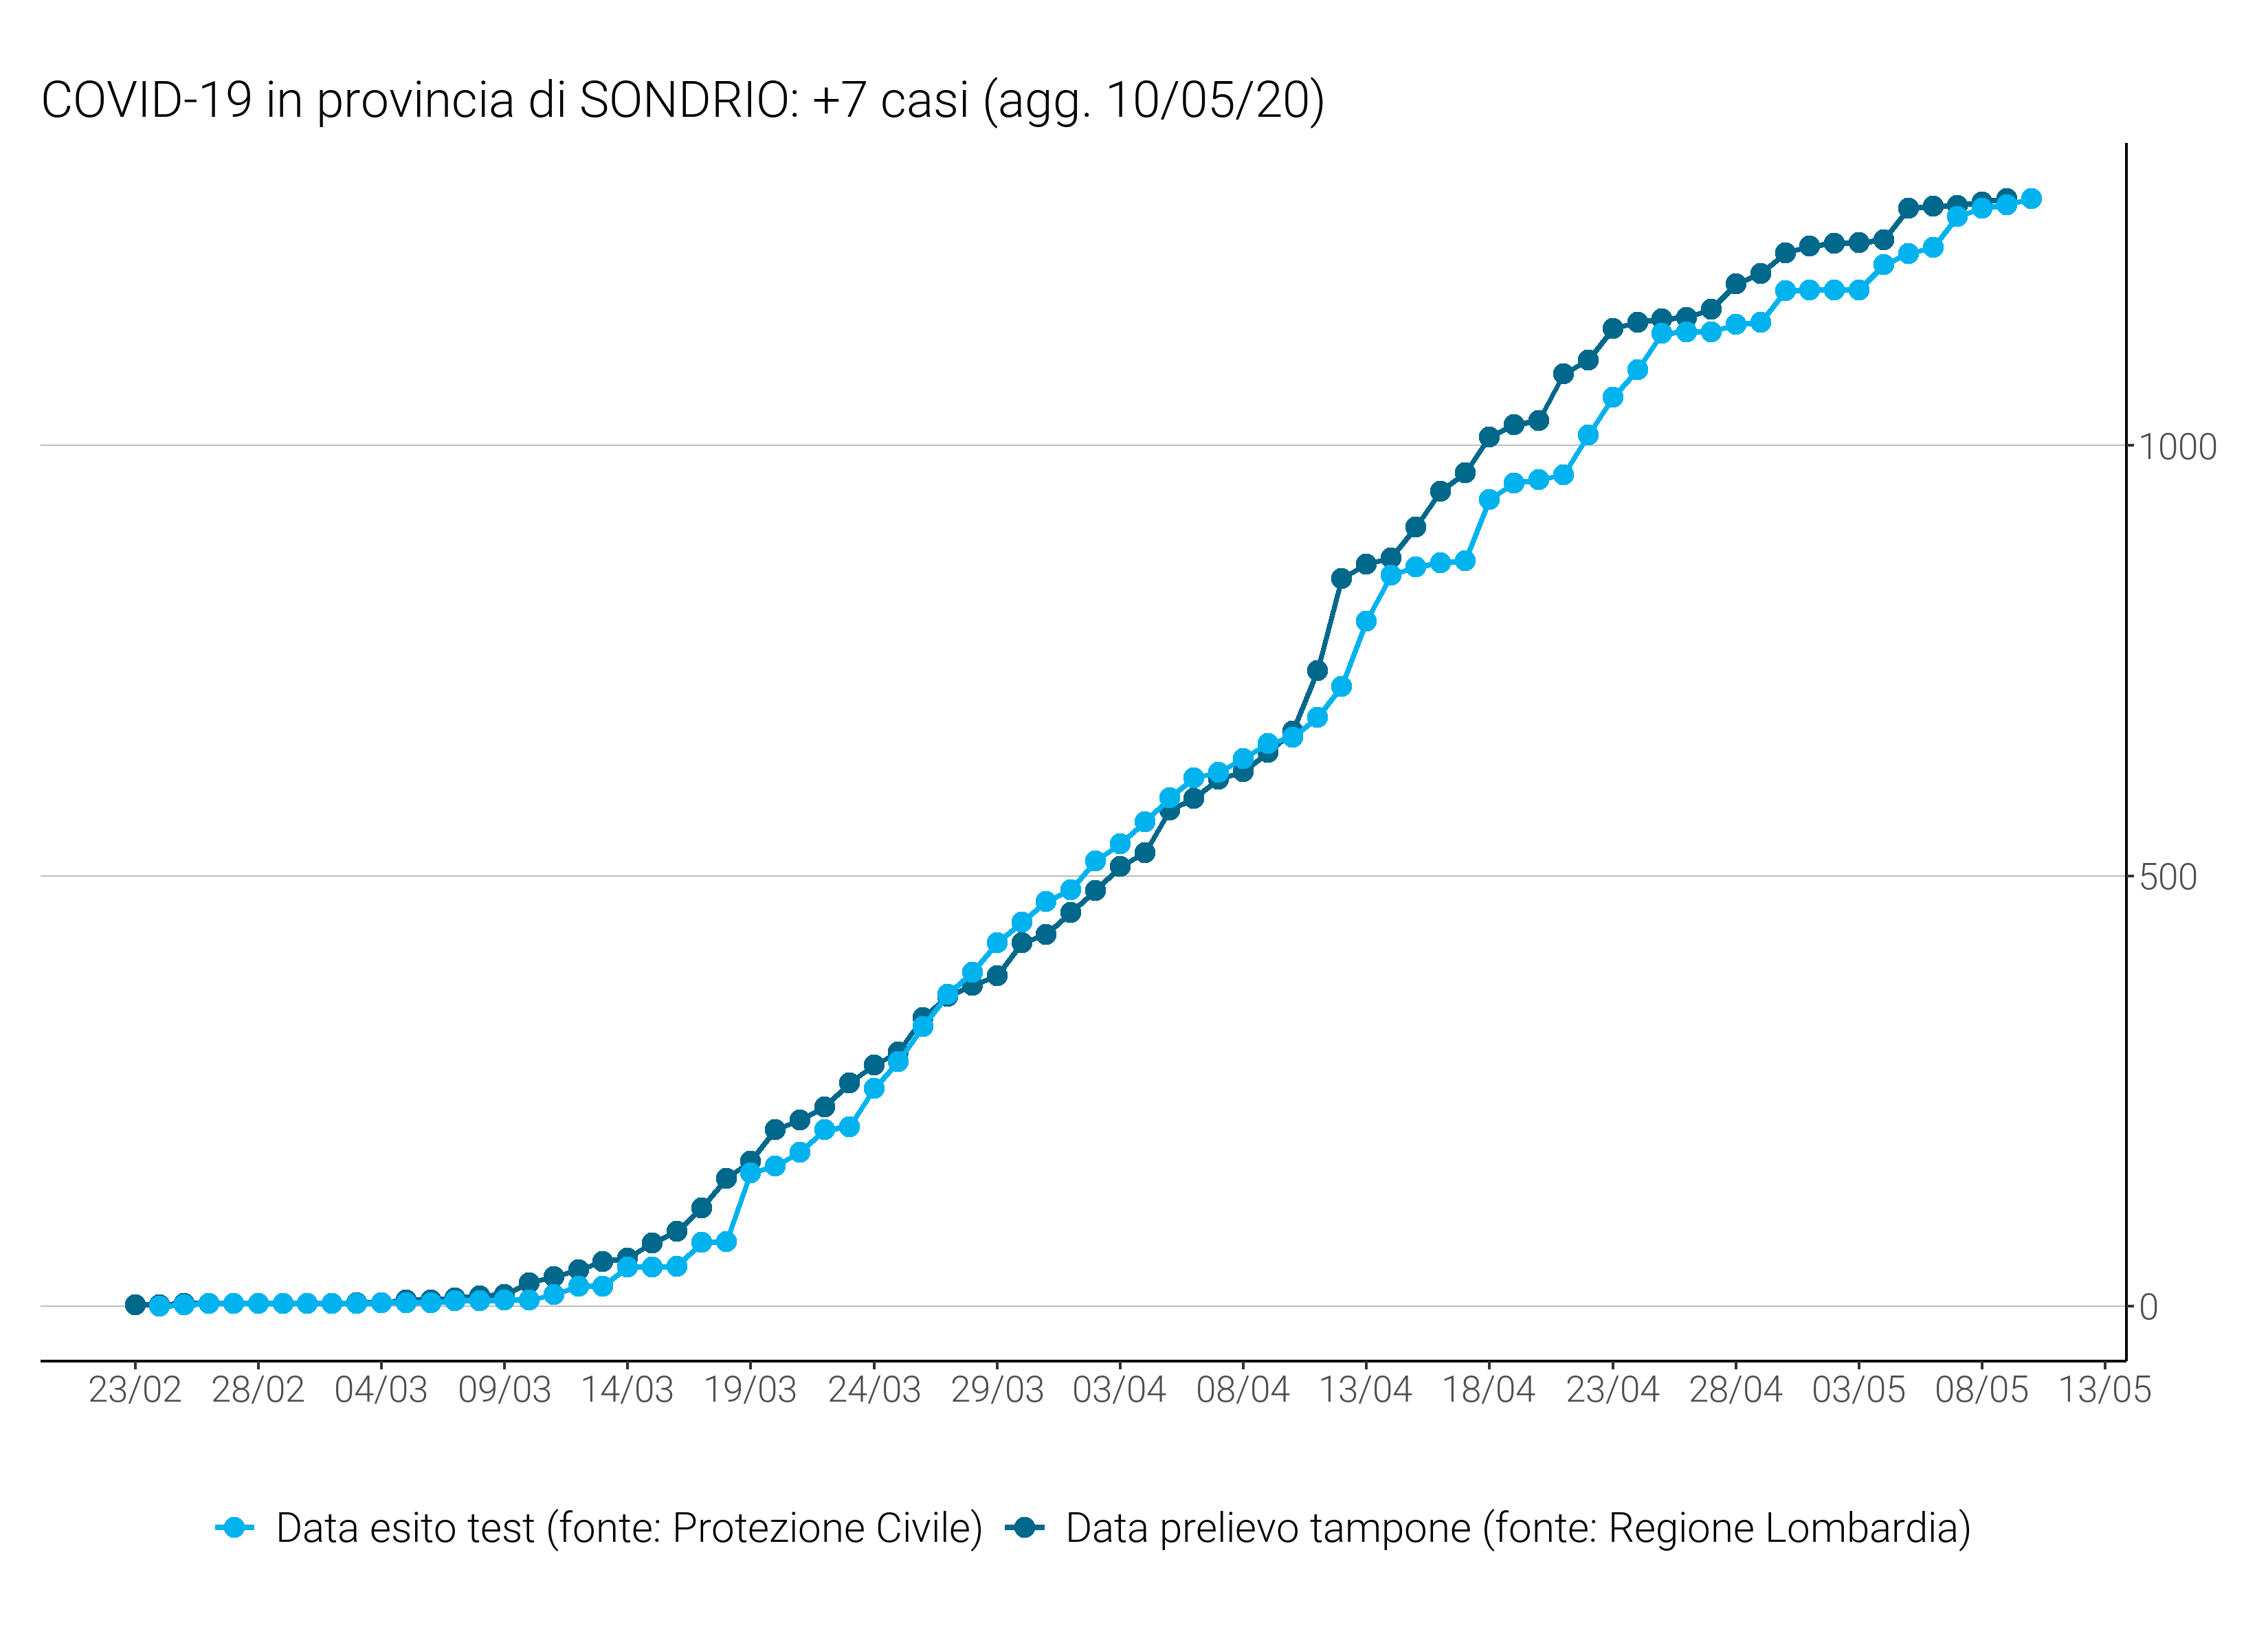 COVID-19 in provincia di SONDRIO: +7 casi (agg. 10/05/20)
1000
500
0
23/02 28/02 04/03 09/03 14/03 19/03 24/03 29/03 03/04 08/04 13/04 18/04 23/04 28/04 03/05 08/05 13/05
Data esito test (fonte: Protezione Civile) Data prelievo tampone (fonte: Regione Lombardia)